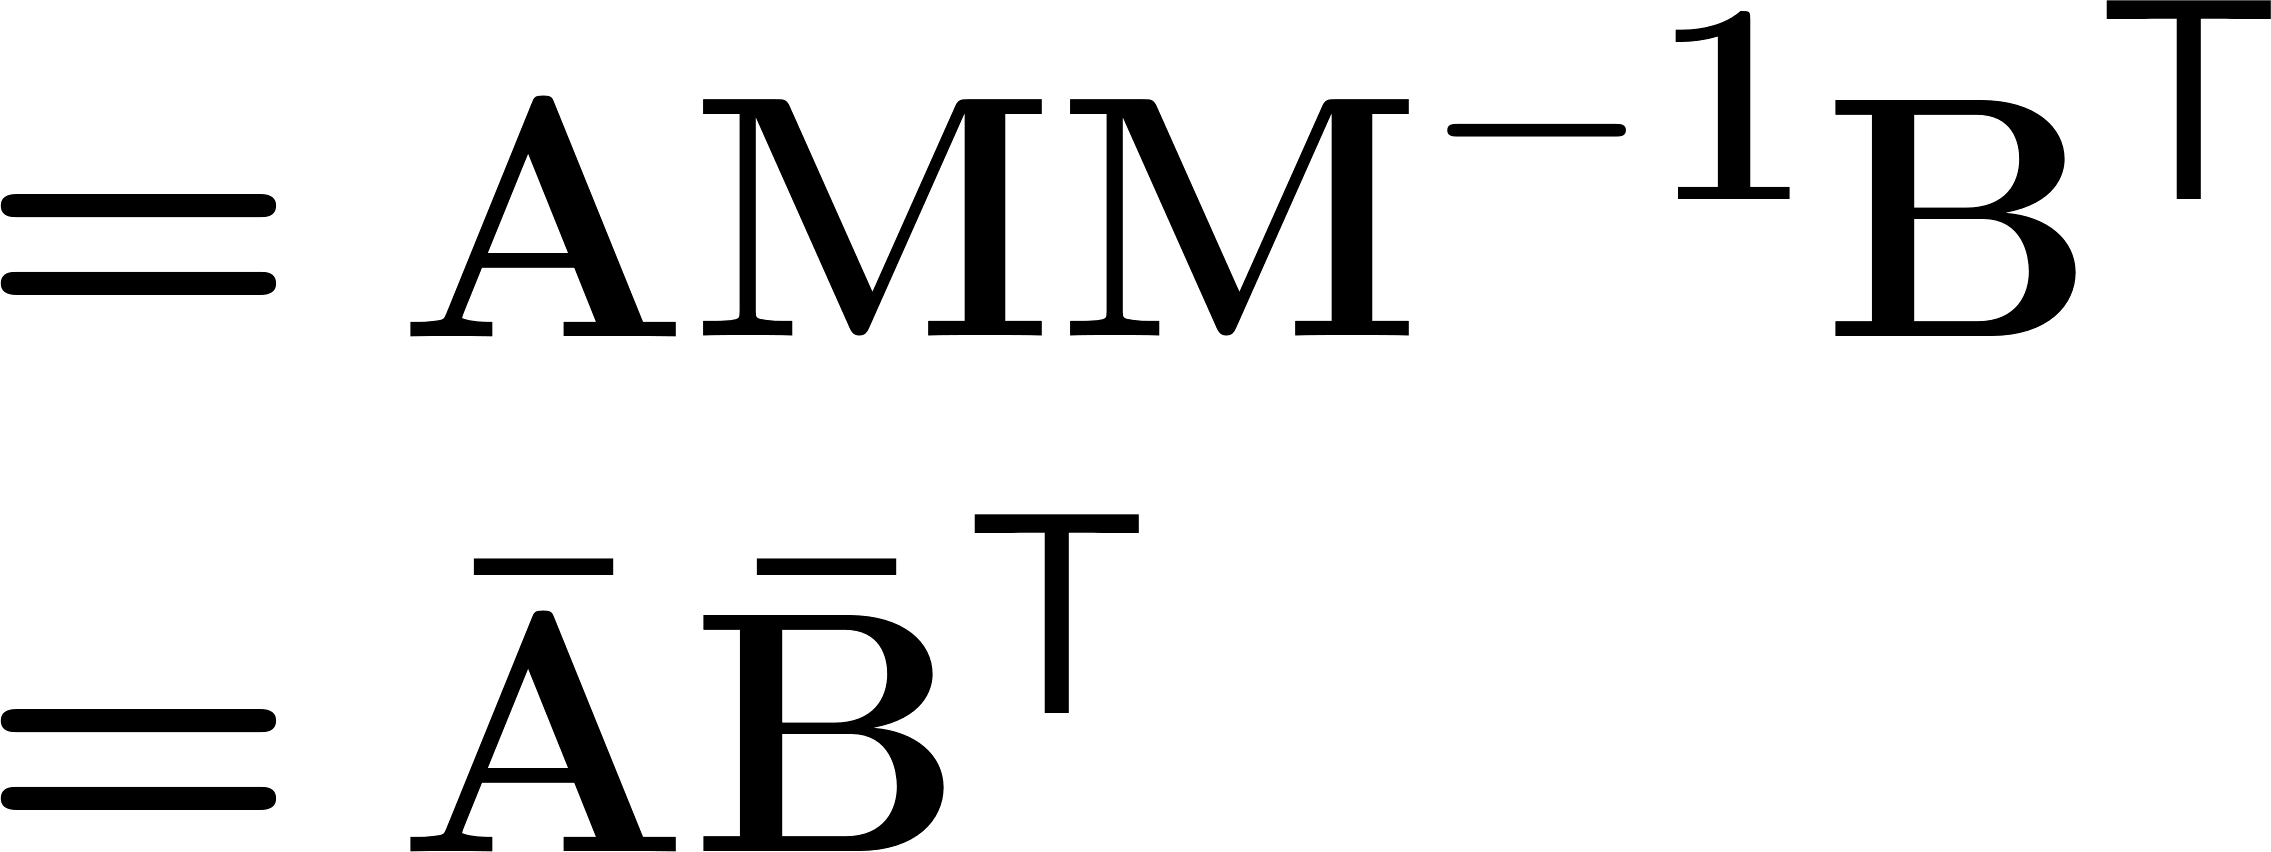 = AMM⁻¹Bᵀ
= ĀB̄ᵀ